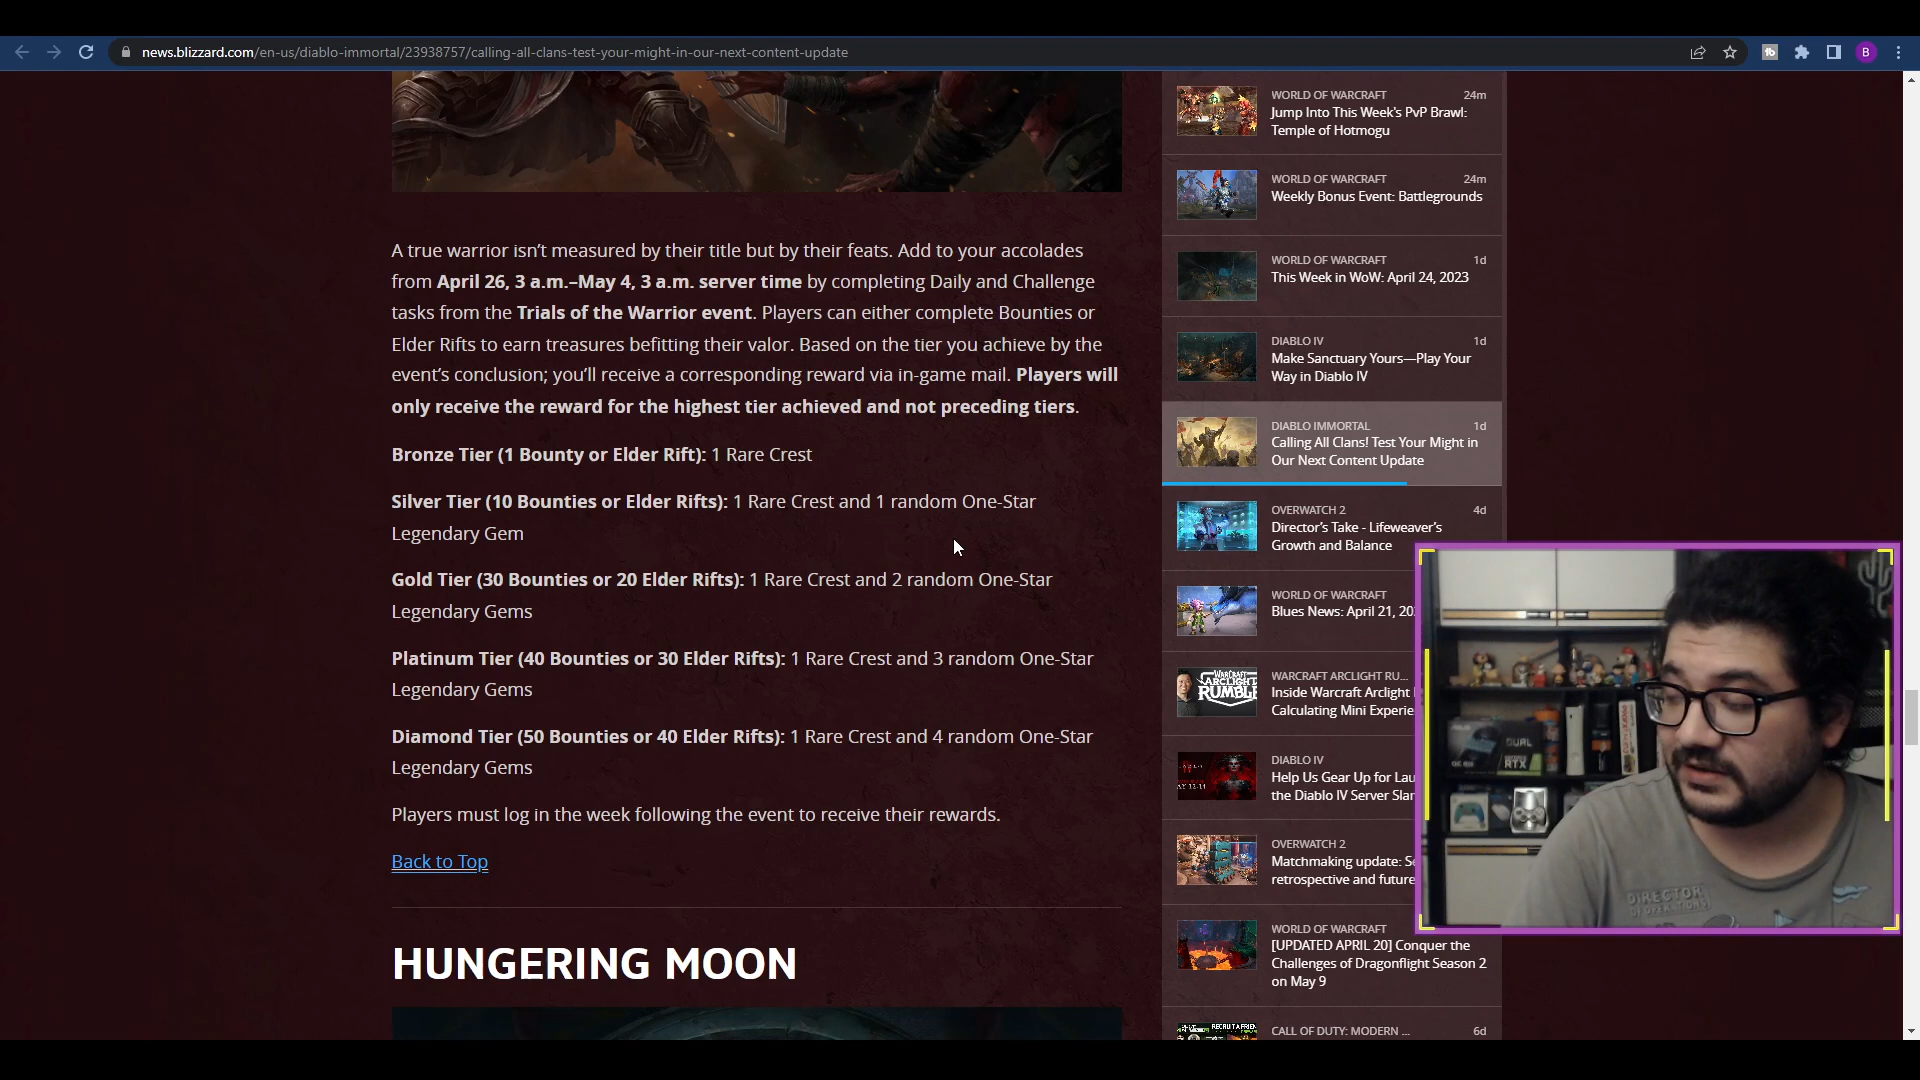 news.blizzard.com/en-us/diablo-immortal/23938757/calling-all-clans-test-your-might-in-our-next-content-update
B
A true warrior isn't measured by their title but by their feats. Add to your accolades
from April 26, 3 a.m.–May 4, 3 a.m. server time by completing Daily and Challenge
tasks from the Trials of the Warrior event. Players can either complete Bounties or
Elder Rifts to earn treasures befitting their valor. Based on the tier you achieve by the
event's conclusion; you'll receive a corresponding reward via in-game mail. Players will
only receive the reward for the highest tier achieved and not preceding tiers.
Bronze Tier (1 Bounty or Elder Rift): 1 Rare Crest
Silver Tier (10 Bounties or Elder Rifts): 1 Rare Crest and 1 random One-Star
Legendary Gem
Gold Tier (30 Bounties or 20 Elder Rifts): 1 Rare Crest and 2 random One-Star
Legendary Gems
Platinum Tier (40 Bounties or 30 Elder Rifts): 1 Rare Crest and 3 random One-Star
Legendary Gems
Diamond Tier (50 Bounties or 40 Elder Rifts): 1 Rare Crest and 4 random One-Star
Legendary Gems
Players must log in the week following the event to receive their rewards.
Back to Top
HUNGERING MOON
WORLD OF WARCRAFT 24m
Jump Into This Week's PvP Brawl:
Temple of Hotmogu
WORLD OF WARCRAFT 24m
Weekly Bonus Event: Battlegrounds
WORLD OF WARCRAFT 1d
This Week in WoW: April 24, 2023
DIABLO IV 1d
Make Sanctuary Yours—Play Your
Way in Diablo IV
DIABLO IMMORTAL 1d
Calling All Clans! Test Your Might in
Our Next Content Update
OVERWATCH 2 4d
Director's Take - Lifeweaver's
Growth and Balance
WORLD OF WARCRAFT
Blues News: April 21, 20
WARCRAFT ARCLIGHT RU...
Inside Warcraft Arclight
Calculating Mini Experie
WARCRAFT
ARCLIGHT
RUMBLE
DIABLO IV
Help Us Gear Up for Lau
the Diablo IV Server Slam
OVERWATCH 2
Matchmaking update: Se
retrospective and future
WORLD OF WARCRAFT
[UPDATED APRIL 20] Conquer the
Challenges of Dragonflight Season 2
on May 9
CALL OF DUTY: MODERN ... 6d
RECRUIT A FRIEN
DUAL
RTX
DIRECTOR
OF OPERATIONS